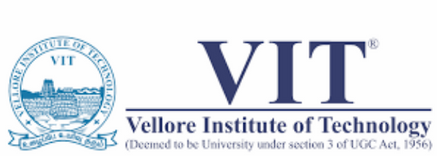 VELLORE INSTITUTE OF TECHNOLOGY
VIT
VIT®
Vellore Institute of Technology
(Deemed to be University under section 3 of UGC Act, 1956)